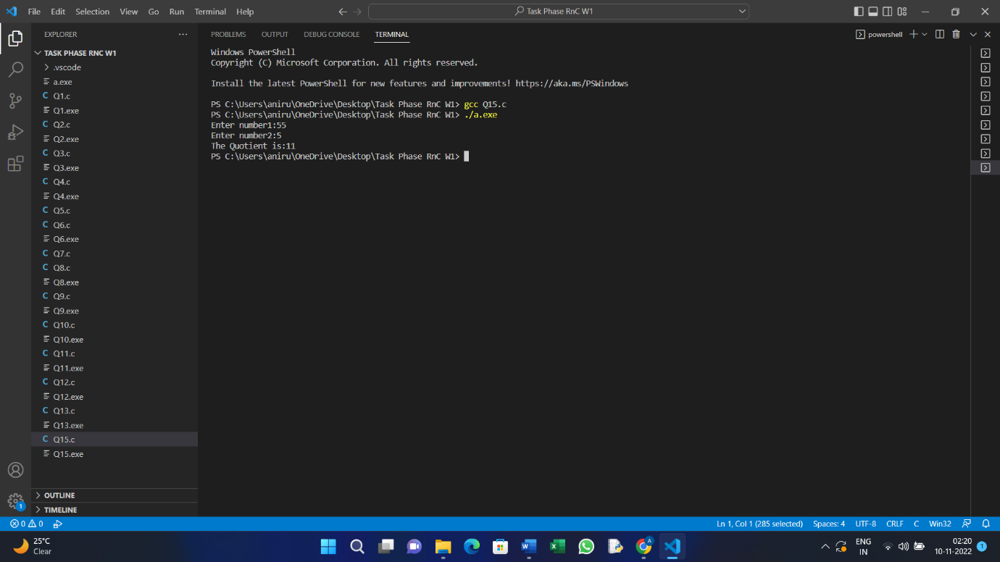 File Edit Selection View Go Run Terminal Help
Task Phase RnC W1
EXPLORER
TASK PHASE RNC W1
.vscode
a.exe
Q1.c
Q1.exe
Q2.c
Q2.exe
Q3.c
Q3.exe
Q4.c
Q4.exe
Q5.c
Q6.c
Q6.exe
Q7.c
Q8.c
Q8.exe
Q9.c
Q9.exe
Q10.c
Q10.exe
Q11.c
Q11.exe
Q12.c
Q12.exe
Q13.c
Q13.exe
Q15.c
Q15.exe
OUTLINE
TIMELINE
PROBLEMS OUTPUT DEBUG CONSOLE TERMINAL
powershell
Windows PowerShell
Copyright (C) Microsoft Corporation. All rights reserved.
Install the latest PowerShell for new features and improvements! https://aka.ms/PSWindows
PS C:\Users\aniru\OneDrive\Desktop\Task Phase RnC W1> gcc Q15.c
PS C:\Users\aniru\OneDrive\Desktop\Task Phase RnC W1> ./a.exe
Enter number1:55
Enter number2:5
The Quotient is:11
PS C:\Users\aniru\OneDrive\Desktop\Task Phase RnC W1>
1
0 0
Ln 1, Col 1 (285 selected) Spaces: 4 UTF-8 CRLF C Win32
25°C
Clear
ENG
IN
02:20
10-11-2022
1